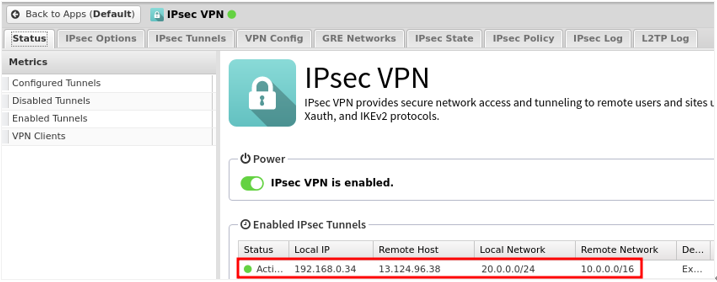 Back to Apps (Default)
IPsec VPN
Status
IPsec Options
IPsec Tunnels
VPN Config
GRE Networks
IPsec State
IPsec Policy
IPsec Log
L2TP Log
Metrics
Configured Tunnels
Disabled Tunnels
Enabled Tunnels
VPN Clients
IPsec VPN
IPsec VPN provides secure network access and tunneling to remote users and sites u
Xauth, and IKEv2 protocols.
Power
IPsec VPN is enabled.
Enabled IPsec Tunnels
Status Local IP Remote Host Local Network Remote Network De...
Acti... 192.168.0.34 13.124.96.38 20.0.0.0/24 10.0.0.0/16 Ex...